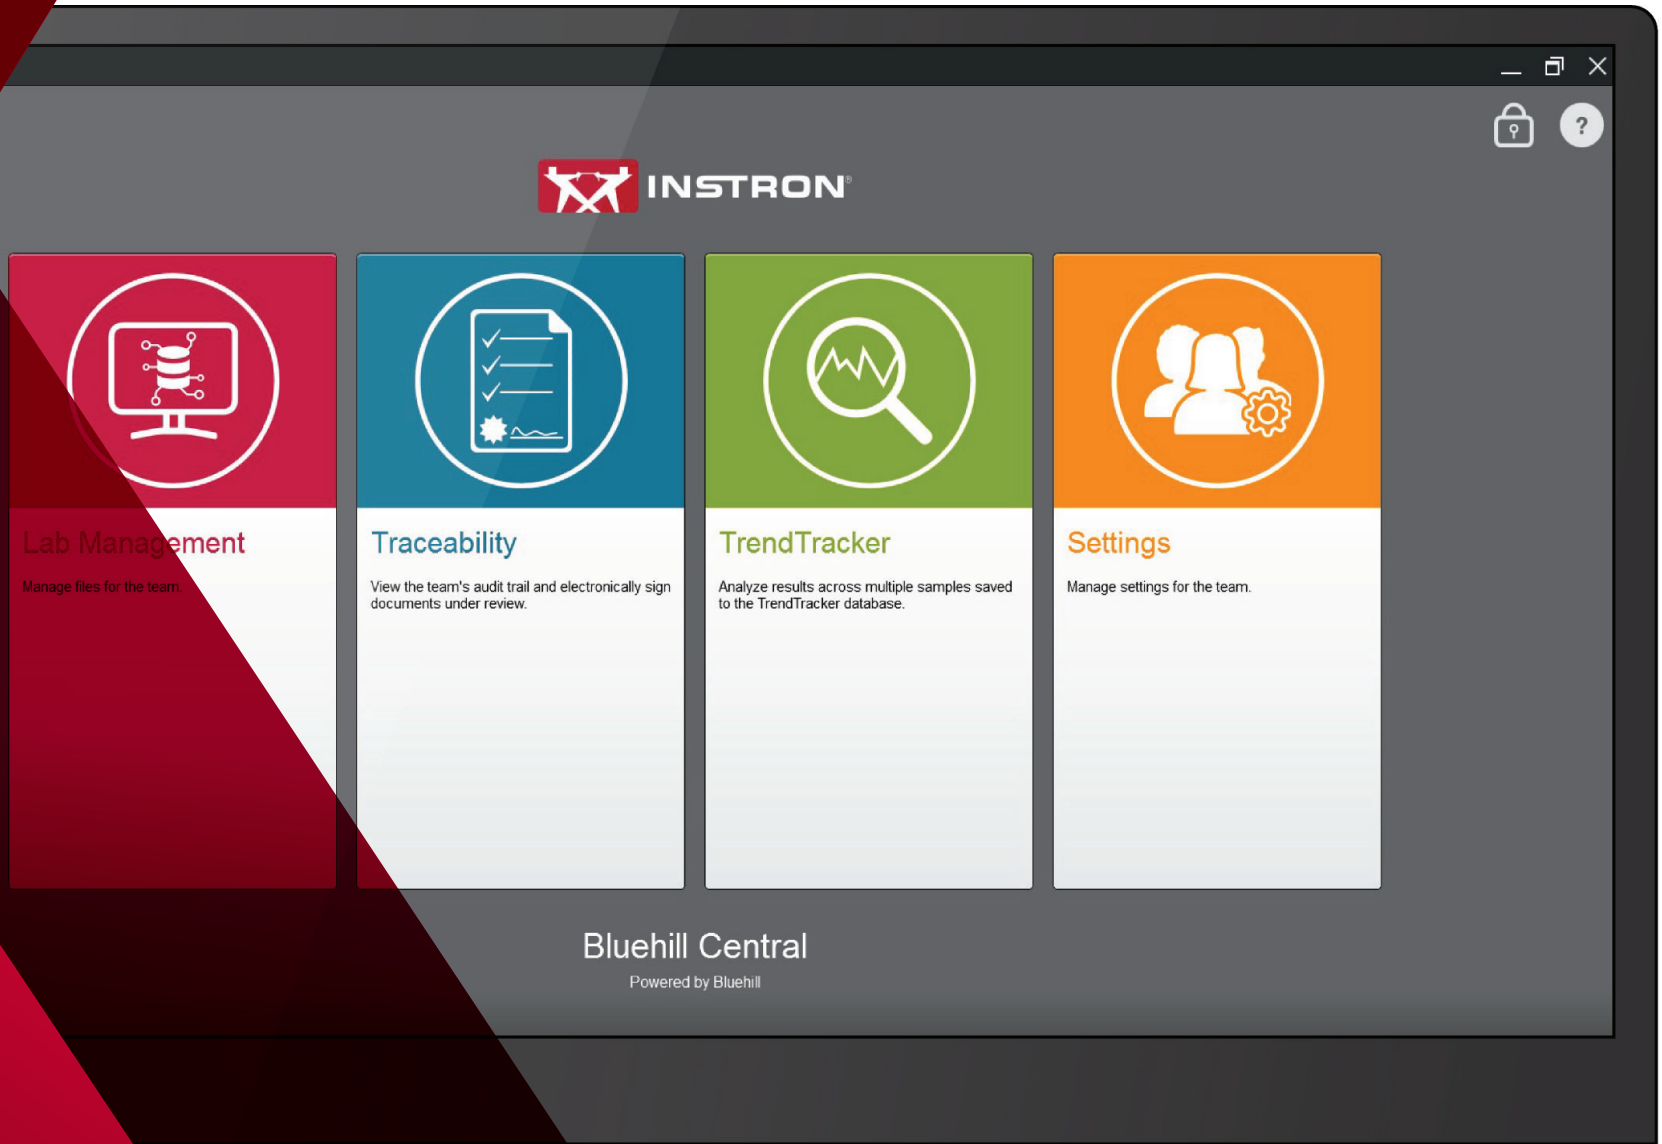 ?
INSTRON®
Lab Management
Manage files for the team.
Traceability
View the team's audit trail and electronically sign
documents under review.
TrendTracker
Analyze results across multiple samples saved
to the TrendTracker database.
Settings
Manage settings for the team.
Bluehill Central
Powered by Bluehill